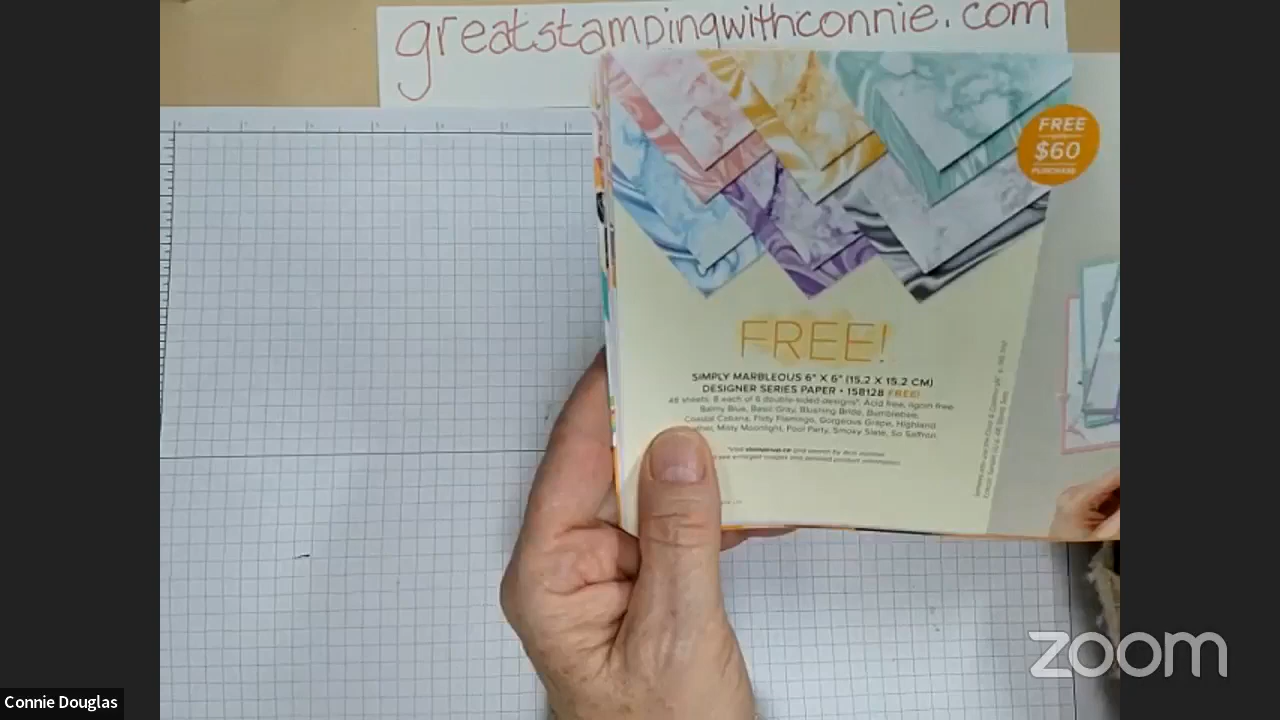 greatstampingwithconnie.com
FREE
$60
PURCHASE
FREE!
SIMPLY MARBLEOUS 6" X 6" (15.2 X 15.2 CM)
DESIGNER SERIES PAPER • 158128 FREE!
48 sheets: 8 each of 6 double-sided designs*. Acid free, lignin free.
Balmy Blue, Basic Gray, Blushing Bride, Bumblebee,
Coastal Cabana, Flirty Flamingo, Gorgeous Grape, Highland
Misty Moonlight, Pool Party, Smoky Slate, So Saffron
zoom
Connie Douglas